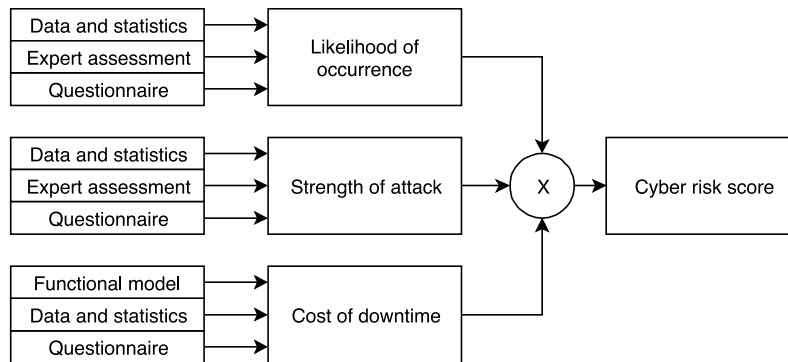 Data and statistics
Expert assessment
Questionnaire
Likelihood of
occurrence
Data and statistics
Expert assessment
Questionnaire
Strength of attack
X
Cyber risk score
Functional model
Data and statistics
Questionnaire
Cost of downtime